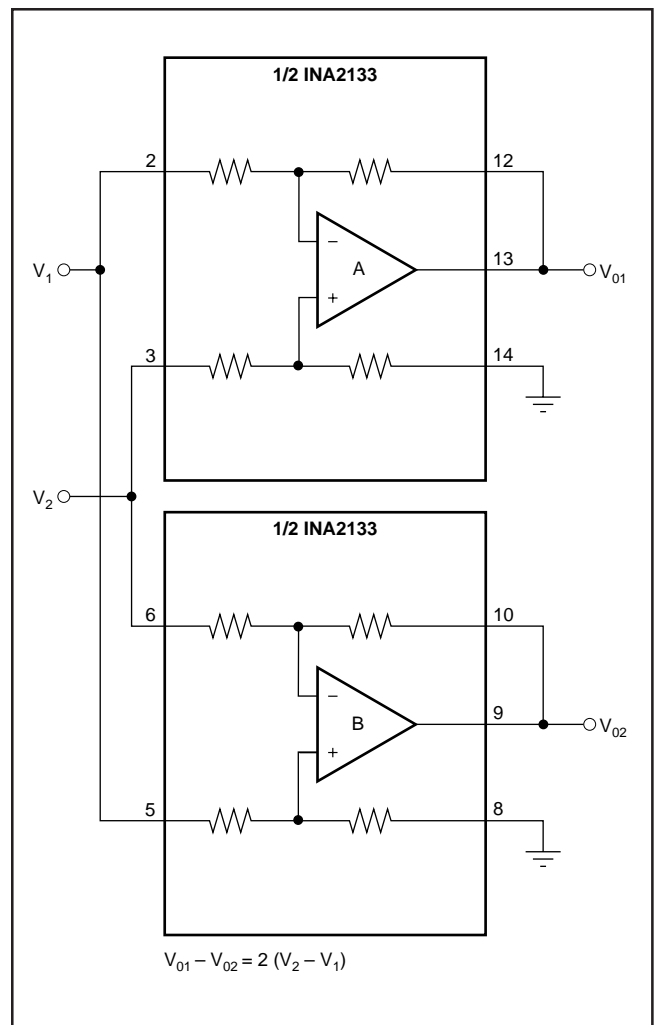 1/2 INA2133
2
12
−
A
13
V₁
V₀₁
+
3
14
V₂
1/2 INA2133
6
10
−
B
9
V₀₂
+
5
8
V₀₁ – V₀₂ = 2 (V₂ – V₁)